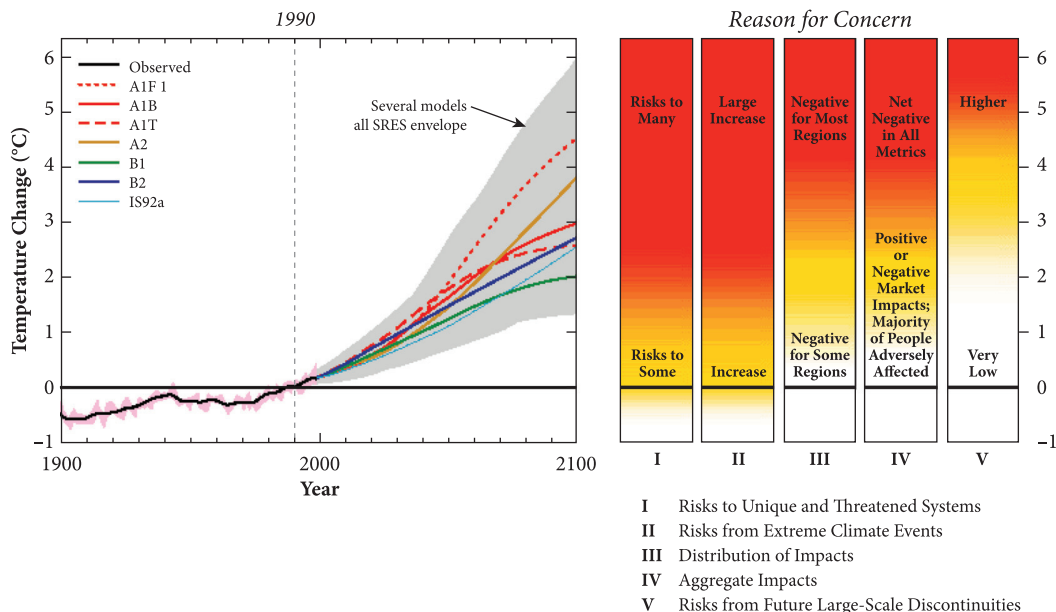 1990
Reason for Concern
6
5
4
3
2
1
0
–1
Temperature Change (°C)
Observed
A1F 1
A1B
A1T
A2
B1
B2
IS92a
Several models
all SRES envelope
1900
2000
2100
Year
Risks to
Many
Risks to
Some
Large
Increase
Increase
Negative
for Most
Regions
Negative
for Some
Regions
Net
Negative
in All
Metrics
Positive
or
Negative
Market
Impacts;
Majority
of People
Adversely
Affected
Higher
Very
Low
6
5
4
3
2
1
0
–1
I
II
III
IV
V
I Risks to Unique and Threatened Systems
II Risks from Extreme Climate Events
III Distribution of Impacts
IV Aggregate Impacts
V Risks from Future Large-Scale Discontinuities